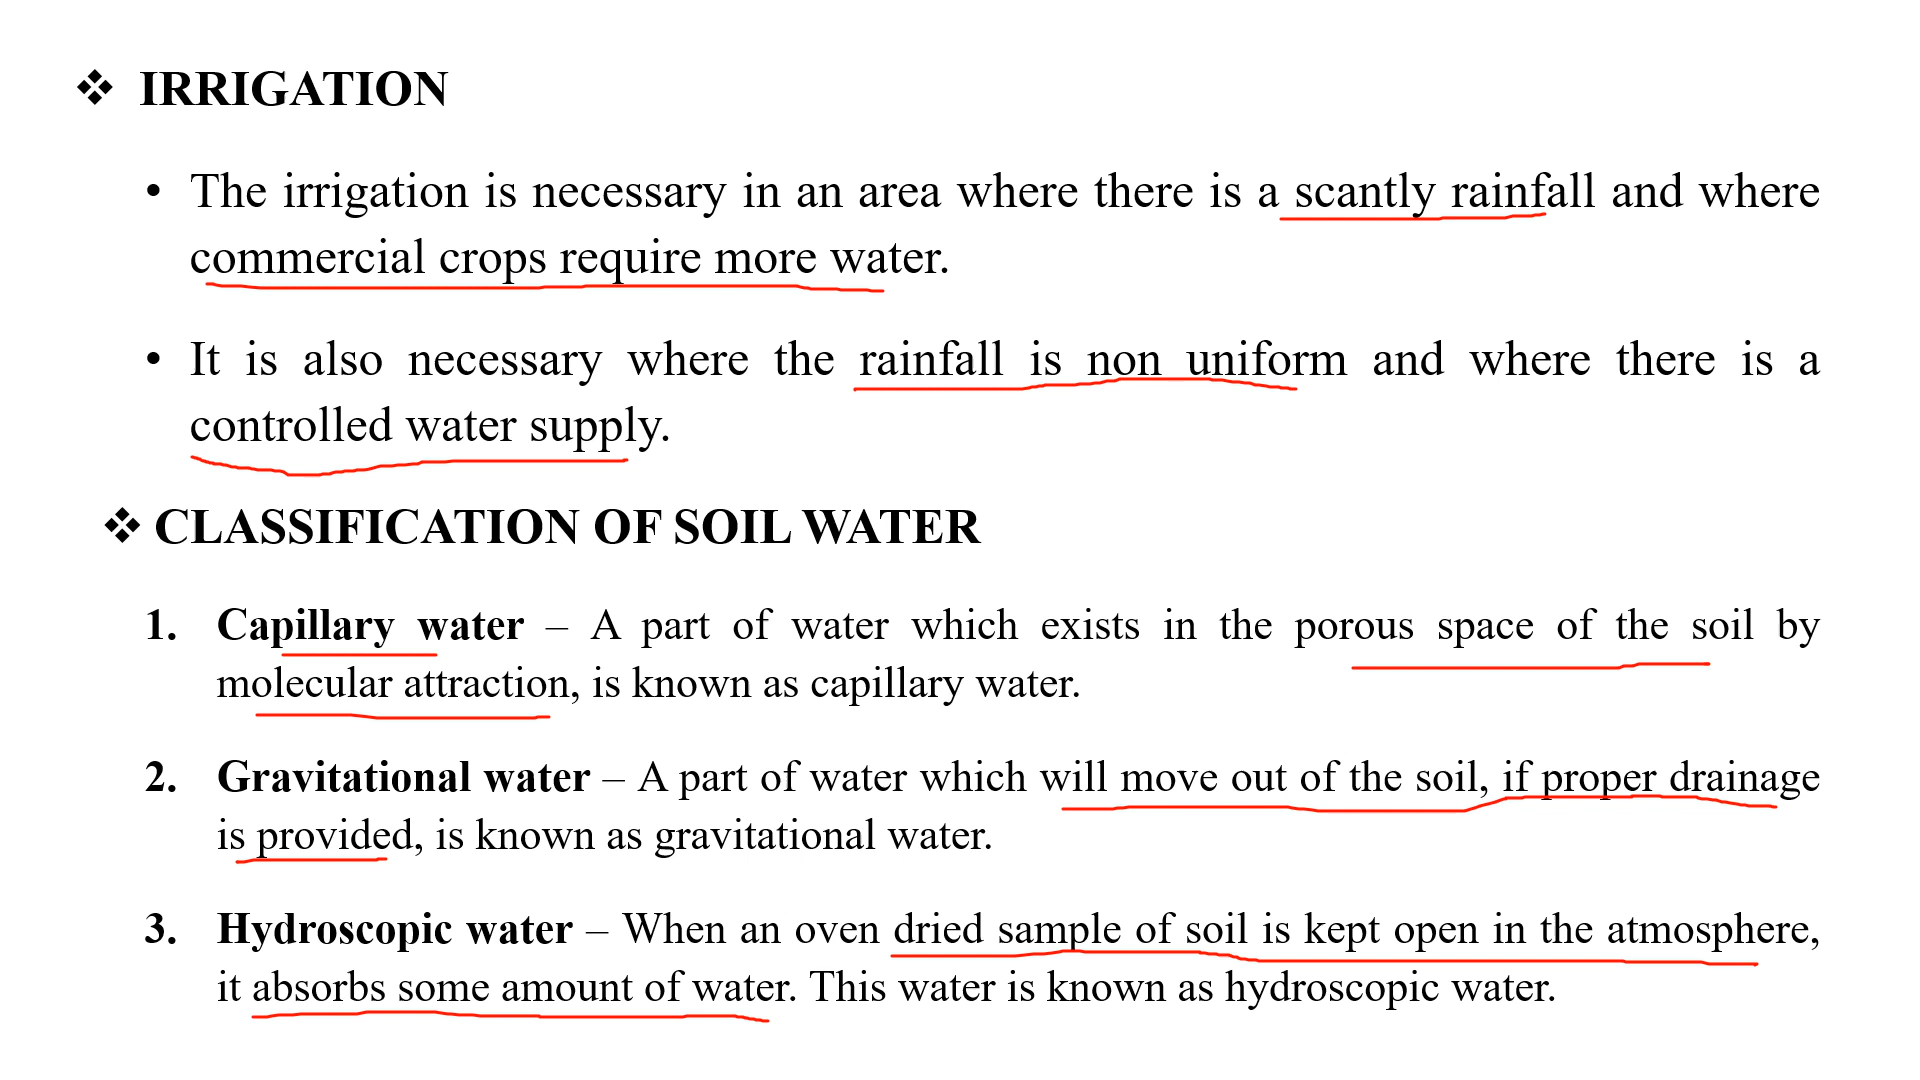 ❖ IRRIGATION
• The irrigation is necessary in an area where there is a scantly rainfall and where
commercial crops require more water.
• It is also necessary where the rainfall is non uniform and where there is a
controlled water supply.
❖ CLASSIFICATION OF SOIL WATER
1. Capillary water – A part of water which exists in the porous space of the soil by
molecular attraction, is known as capillary water.
2. Gravitational water – A part of water which will move out of the soil, if proper drainage
is provided, is known as gravitational water.
3. Hydroscopic water – When an oven dried sample of soil is kept open in the atmosphere,
it absorbs some amount of water. This water is known as hydroscopic water.